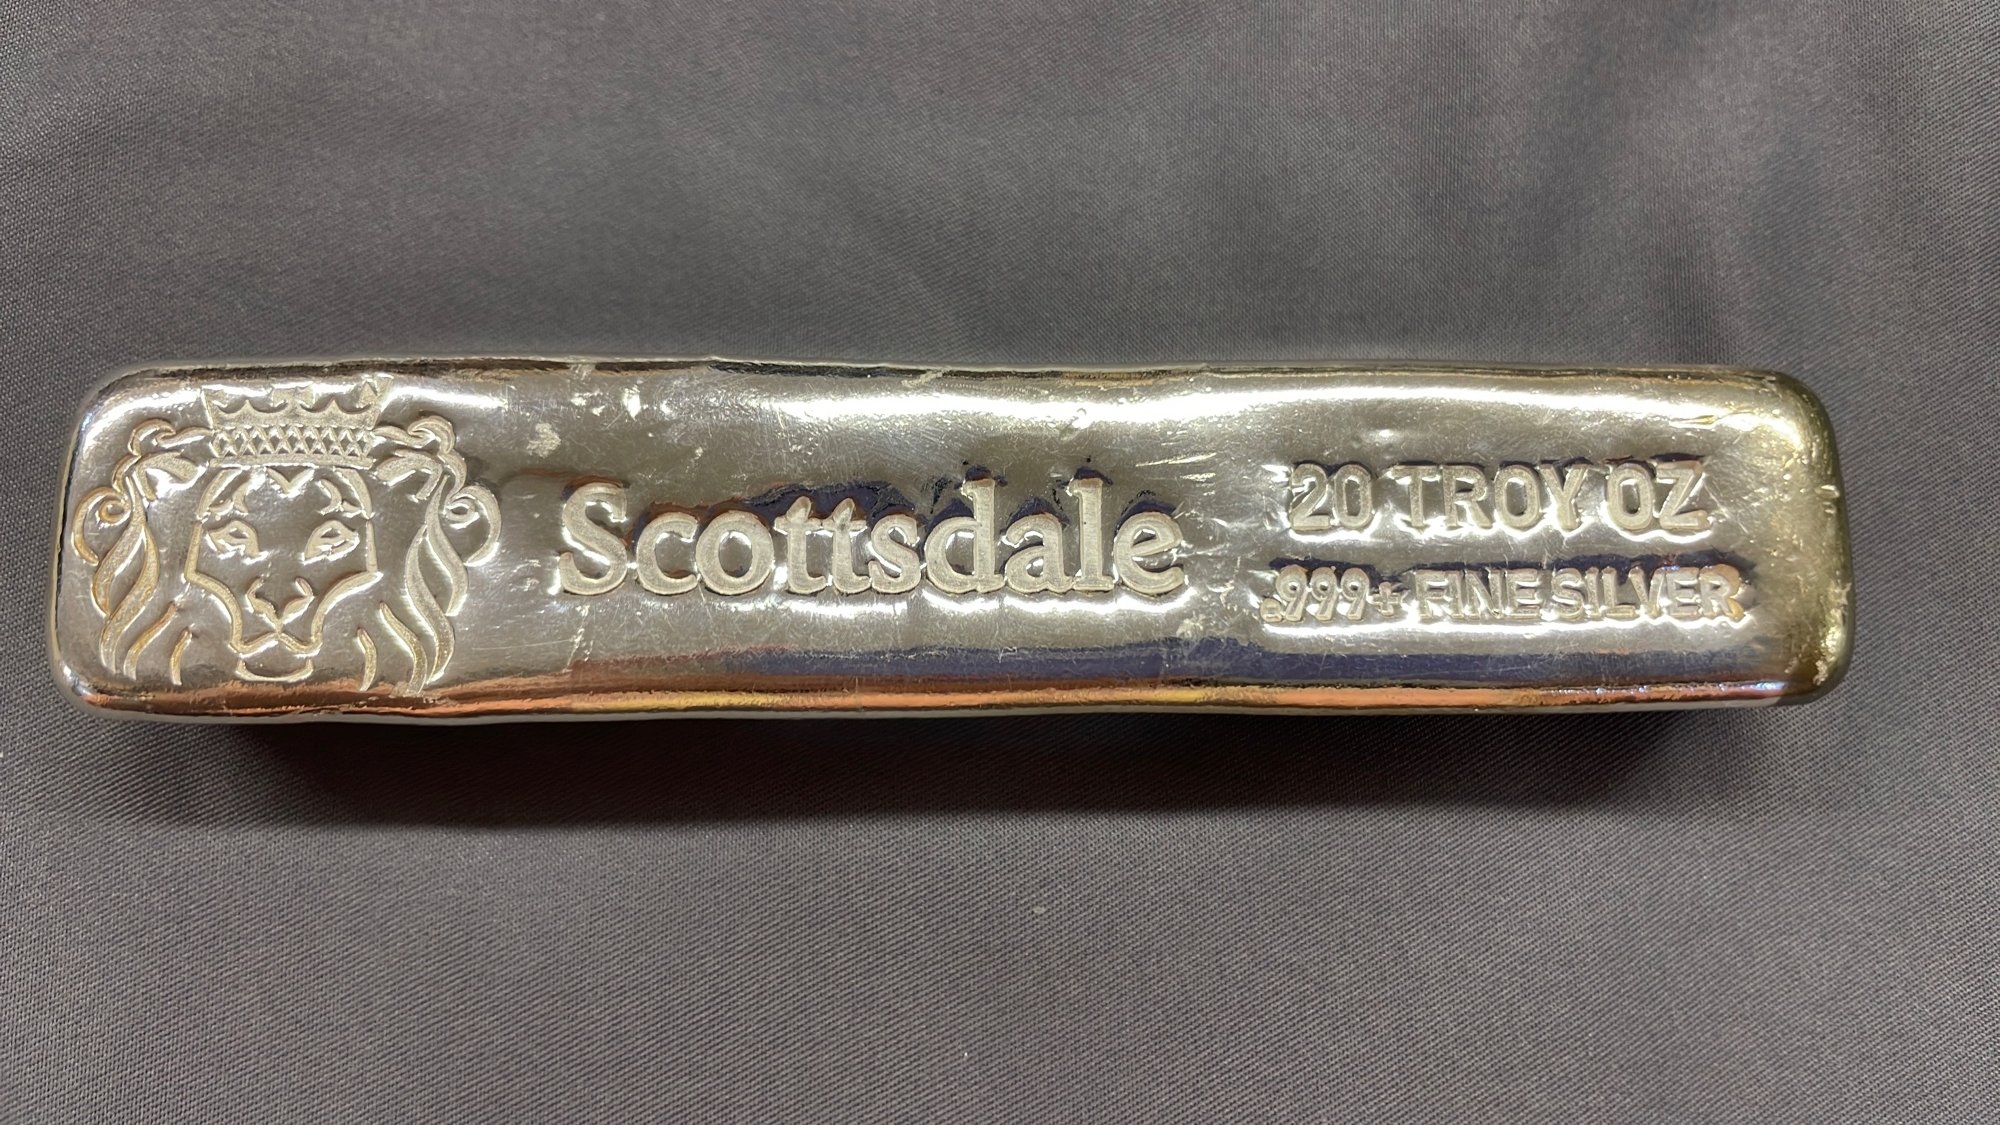 Scottsdale
20 TROY OZ
.999+ FINE SILVER